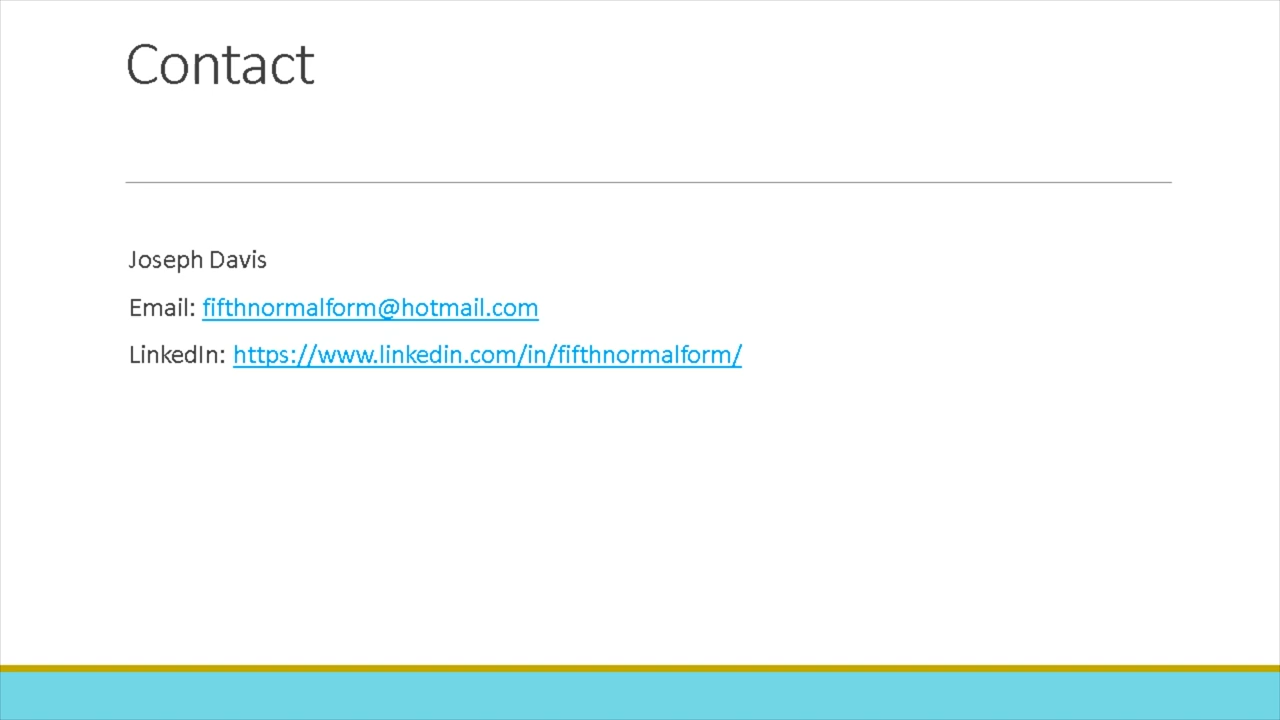 Contact
Joseph Davis
Email: fifthnormalform@hotmail.com
LinkedIn: https://www.linkedin.com/in/fifthnormalform/